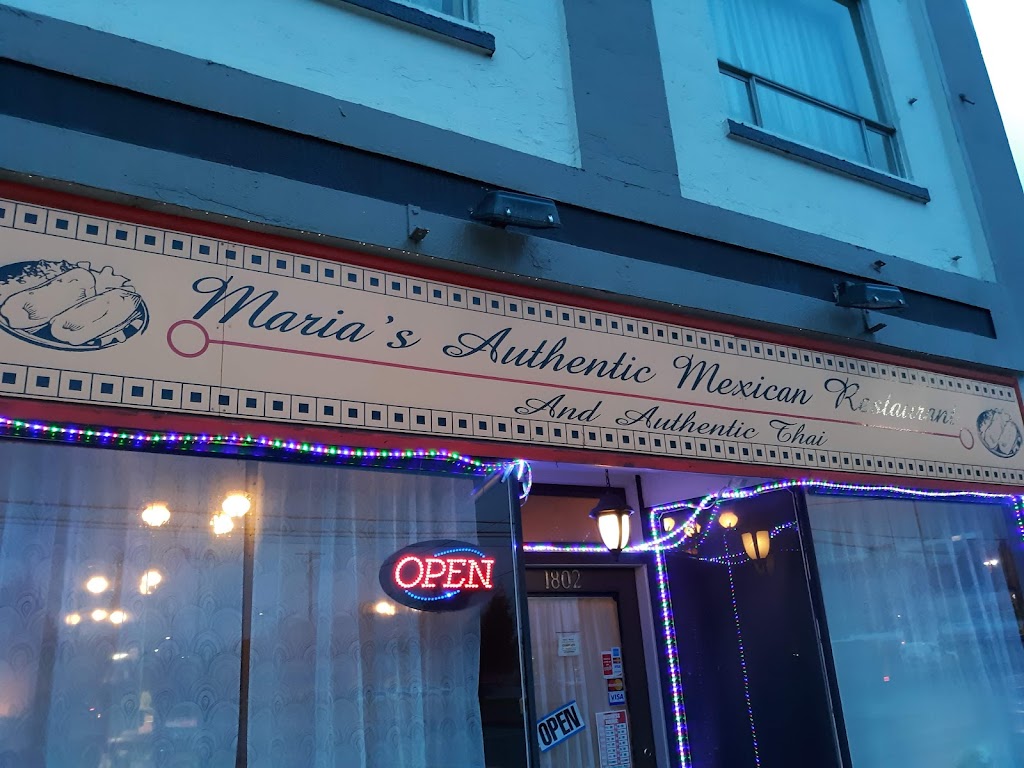 Maria's Authentic Mexican Restaurant
And Authentic Thai
OPEN
1802
VISA
OPEN